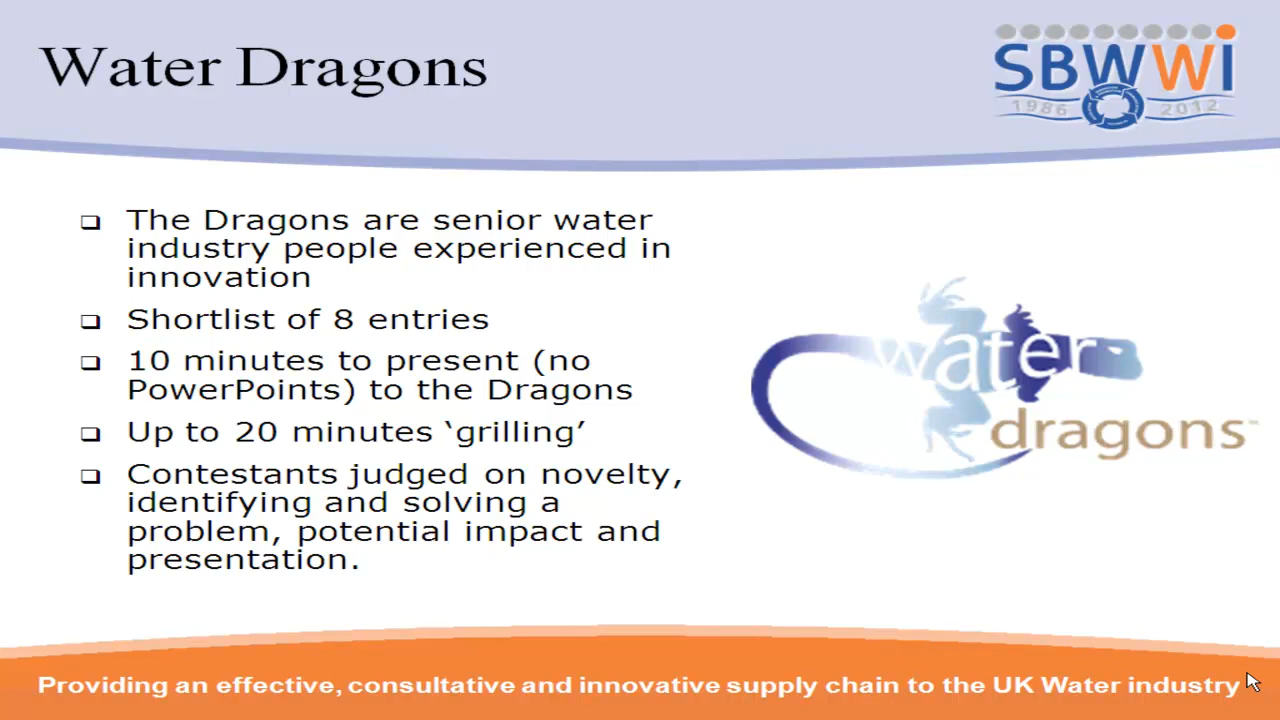 Water Dragons
SBWWi
1986 2012
The Dragons are senior water
industry people experienced in
innovation
Shortlist of 8 entries
10 minutes to present (no
PowerPoints) to the Dragons
Up to 20 minutes ‘grilling’
Contestants judged on novelty,
identifying and solving a
problem, potential impact and
presentation.
water
dragons™
Providing an effective, consultative and innovative supply chain to the UK Water industry